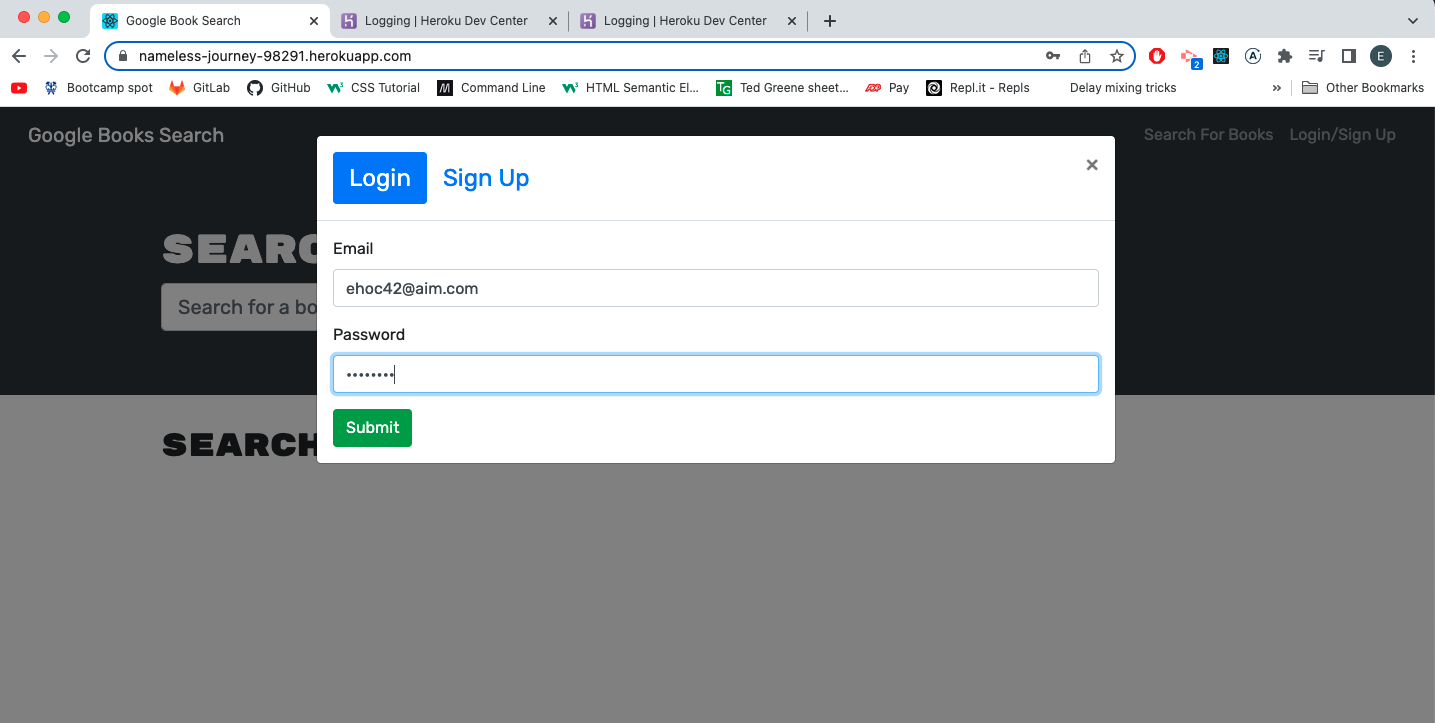 Google Book Search
Logging | Heroku Dev Center
Logging | Heroku Dev Center
nameless-journey-98291.herokuapp.com
2
A
E
Bootcamp spot
GitLab
GitHub
CSS Tutorial
Command Line
HTML Semantic El...
TG
Ted Greene sheet...
Pay
Repl.it - Repls
Delay mixing tricks
»
Other Bookmarks
Google Books Search
Search For Books
Login/Sign Up
Login
Sign Up
×
SEARC
Email
ehoc42@aim.com
Search for a bo
Password
••••••••
Submit
SEARCH